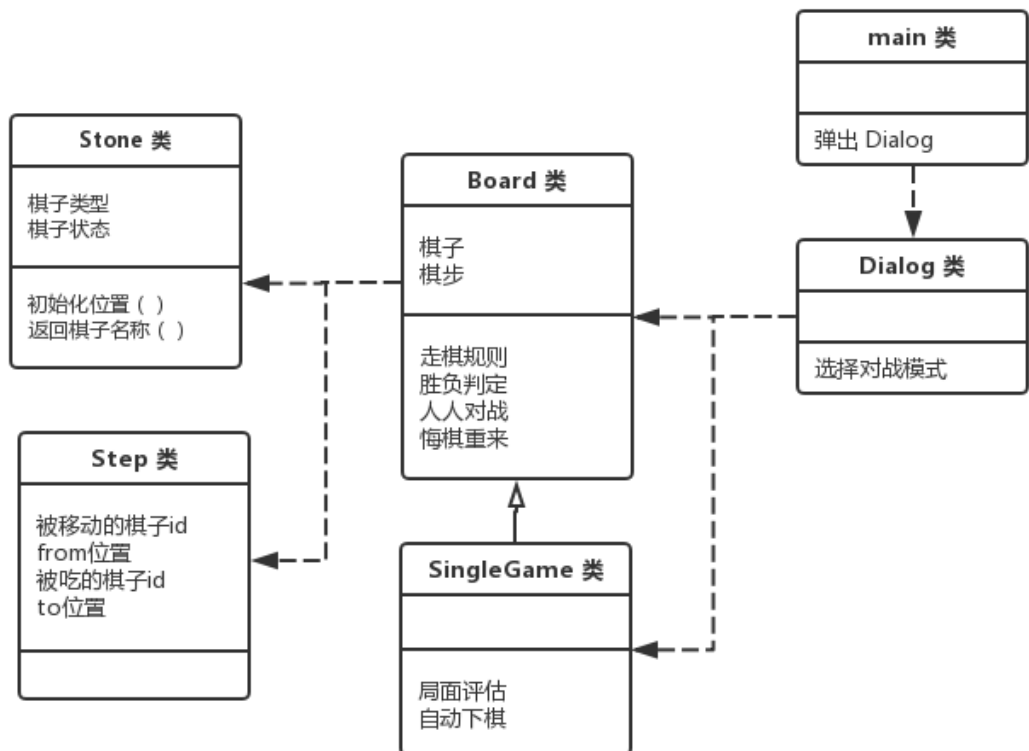 main 类
弹出 Dialog
Stone 类
棋子类型
棋子状态
初始化位置（ ）
返回棋子名称（ ）
Board 类
棋子
棋步
走棋规则
胜负判定
人人对战
悔棋重来
Dialog 类
选择对战模式
Step 类
被移动的棋子id
from位置
被吃的棋子id
to位置
SingleGame 类
局面评估
自动下棋